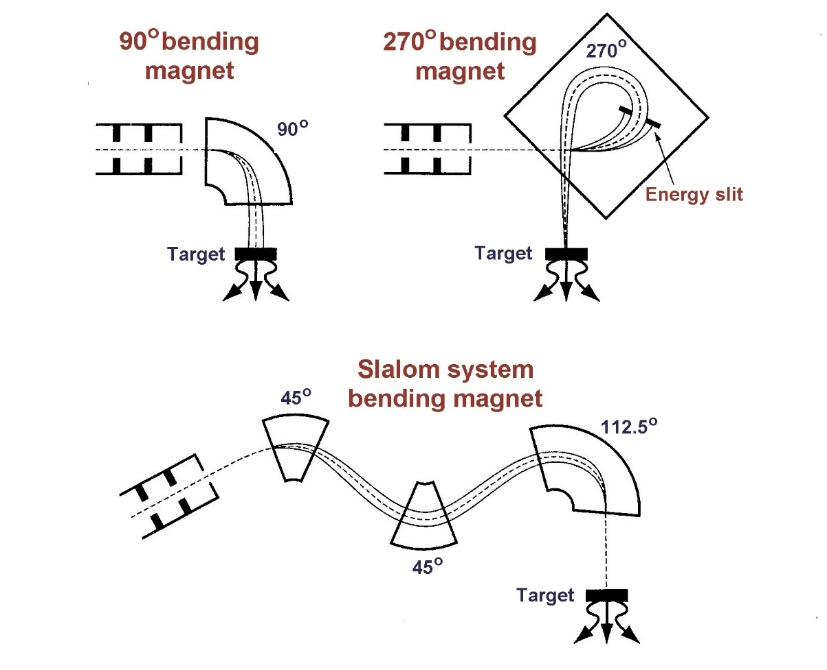 90° bending
magnet
90°
Target
270° bending
magnet
270°
Energy slit
Target
Slalom system
bending magnet
45°
45°
112.5°
Target